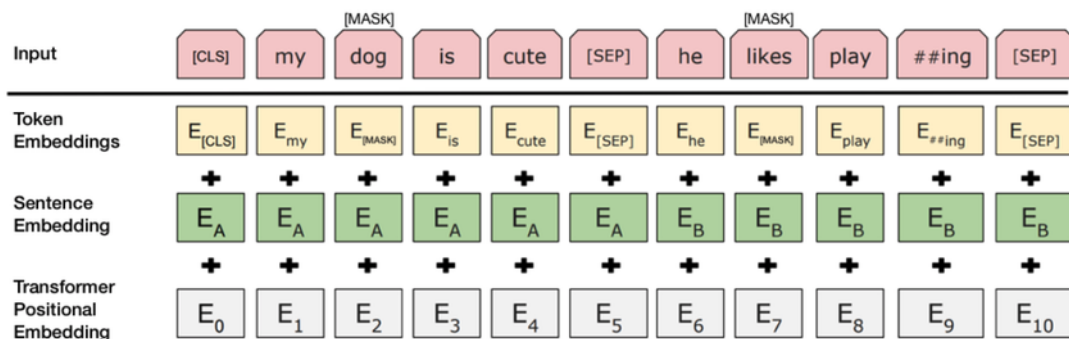 [MASK] [MASK]
Input [CLS] my dog is cute [SEP] he likes play ##ing [SEP]
Token
Embeddings
E[CLS] Emy E[MASK] Eis Ecute E[SEP] Ehe E[MASK] Eplay E##ing E[SEP]
+ + + + + + + + + + +
Sentence
Embedding
EA EA EA EA EA EA EB EB EB EB EB
+ + + + + + + + + + +
Transformer
Positional
Embedding
E0 E1 E2 E3 E4 E5 E6 E7 E8 E9 E10